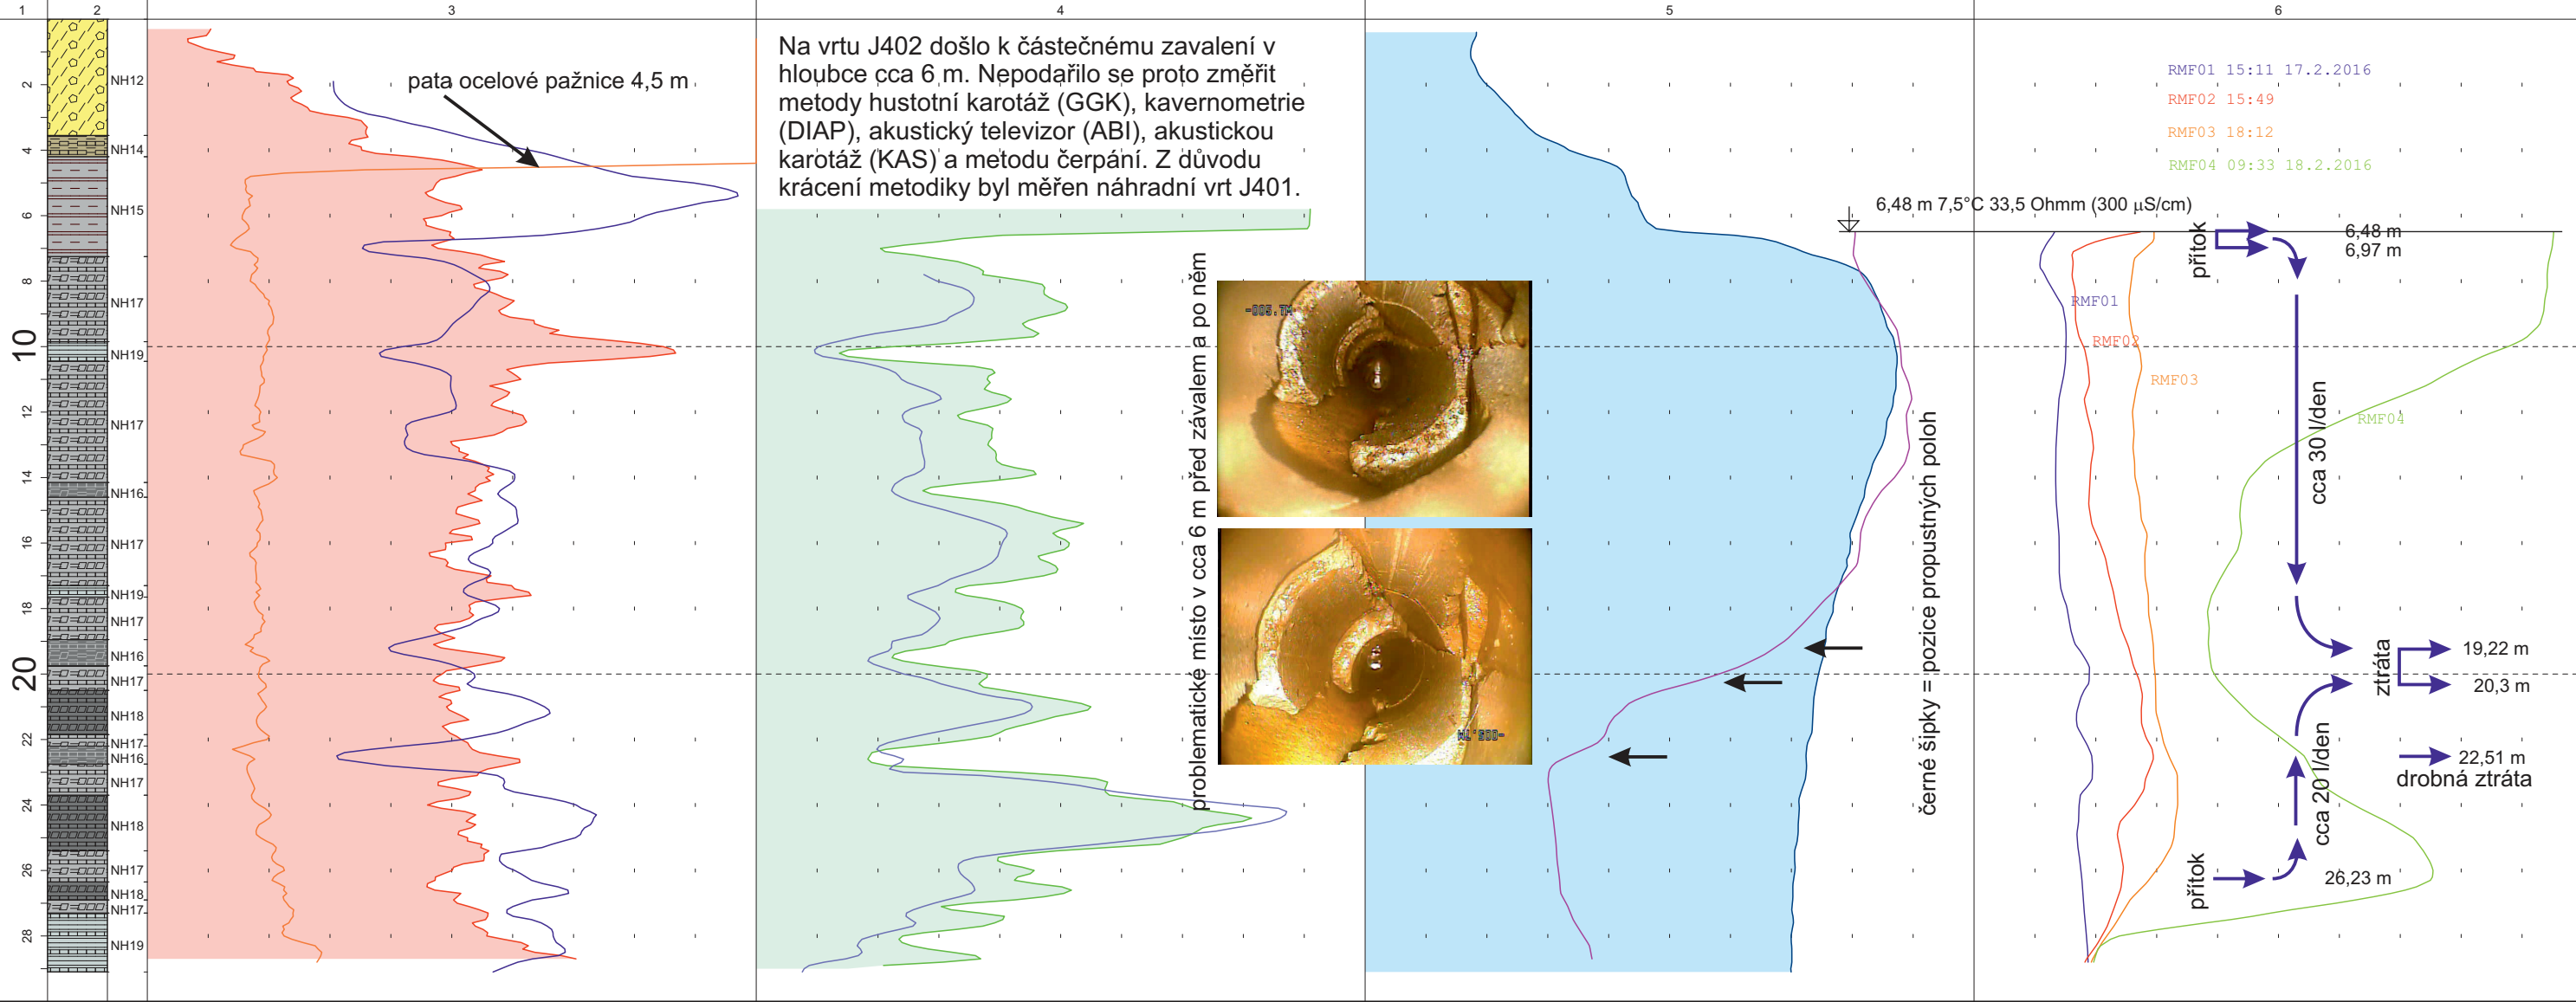 1
2
3
4
5
6
2
4
6
8
10
12
14
16
18
20
22
24
26
28
NH12
NH14
NH15
NH17
NH19
NH17
NH16
NH17
NH19
NH17
NH16
NH17
NH18
NH17
NH16
NH17
NH18
NH17
NH18
NH17
NH19
pata ocelové pažnice 4,5 m
Na vrtu J402 došlo k částečnému zavalení v
hloubce cca 6 m. Nepodařilo se proto změřit
metody hustotní karotáž (GGK), kavernometrie
(DIAP), akustický televizor (ABI), akustickou
karotáž (KAS) a metodu čerpání. Z důvodu
krácení metodiky byl měřen náhradní vrt J401.
problematické místo v cca 6 m před závalem a po něm
-005.7M
-005.7M
6,48 m 7,5°C 33,5 Ohmm (300 µS/cm)
černé šipky = pozice propustných poloh
RMF01 15:11 17.2.2016
RMF02 15:49
RMF03 18:12
RMF04 09:33 18.2.2016
přítok
6,48 m
6,97 m
RMF01
RMF02
RMF03
RMF04
cca 30 l/den
ztráta
19,22 m
20,3 m
22,51 m
drobná ztráta
cca 20 l/den
přítok
26,23 m